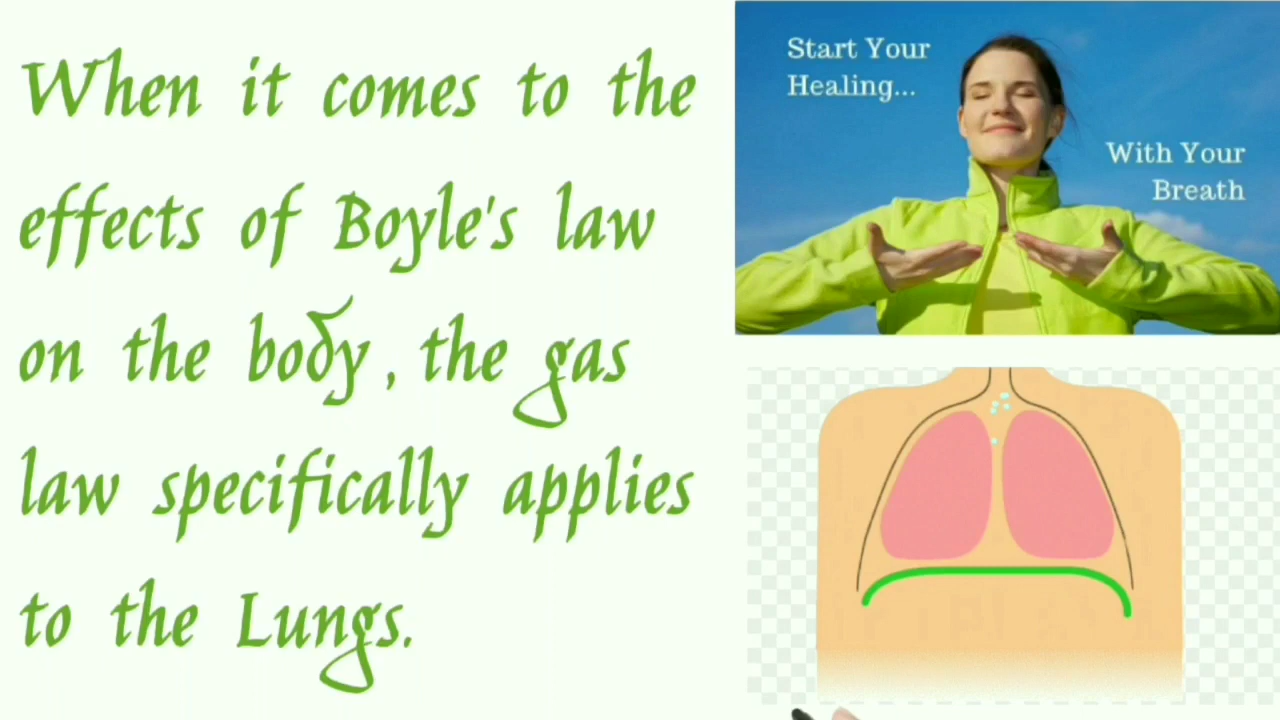 When it comes to the
effects of Boyle's law
on the body, the gas
law specifically applies
to the Lungs.
Start Your
Healing...
With Your
Breath